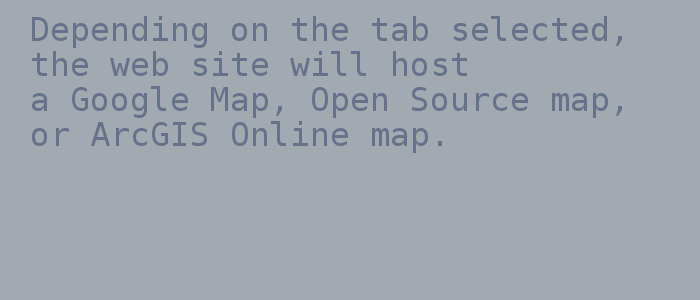 Depending on the tab selected,
the web site will host
a Google Map, Open Source map,
or ArcGIS Online map.